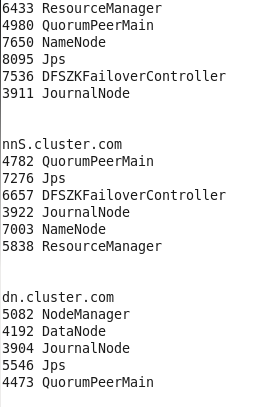 6433 ResourceManager
4980 QuorumPeerMain
7650 NameNode
8095 Jps
7536 DFSZKFailoverController
3911 JournalNode
nnS.cluster.com
4782 QuorumPeerMain
7276 Jps
6657 DFSZKFailoverController
3922 JournalNode
7003 NameNode
5838 ResourceManager
dn.cluster.com
5082 NodeManager
4192 DataNode
3904 JournalNode
5546 Jps
4473 QuorumPeerMain